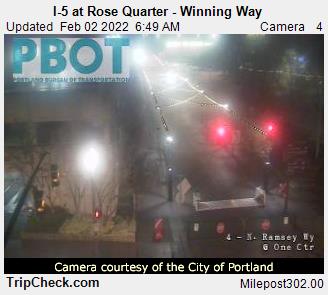 I-5 at Rose Quarter - Winning Way
Updated Feb 02 2022 6:49 AM Camera 4
PBOT
PORTLAND BUREAU OF TRANSPORTATION
4 - N. Ramsey Wy
@ One Ctr
Camera courtesy of the City of Portland
TripCheck.com Milepost302.00